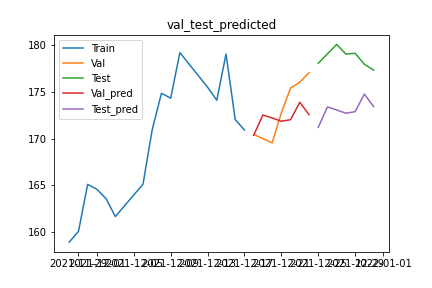 val_test_predicted
180
175
170
165
160
Train
Val
Test
Val_pred
Test_pred